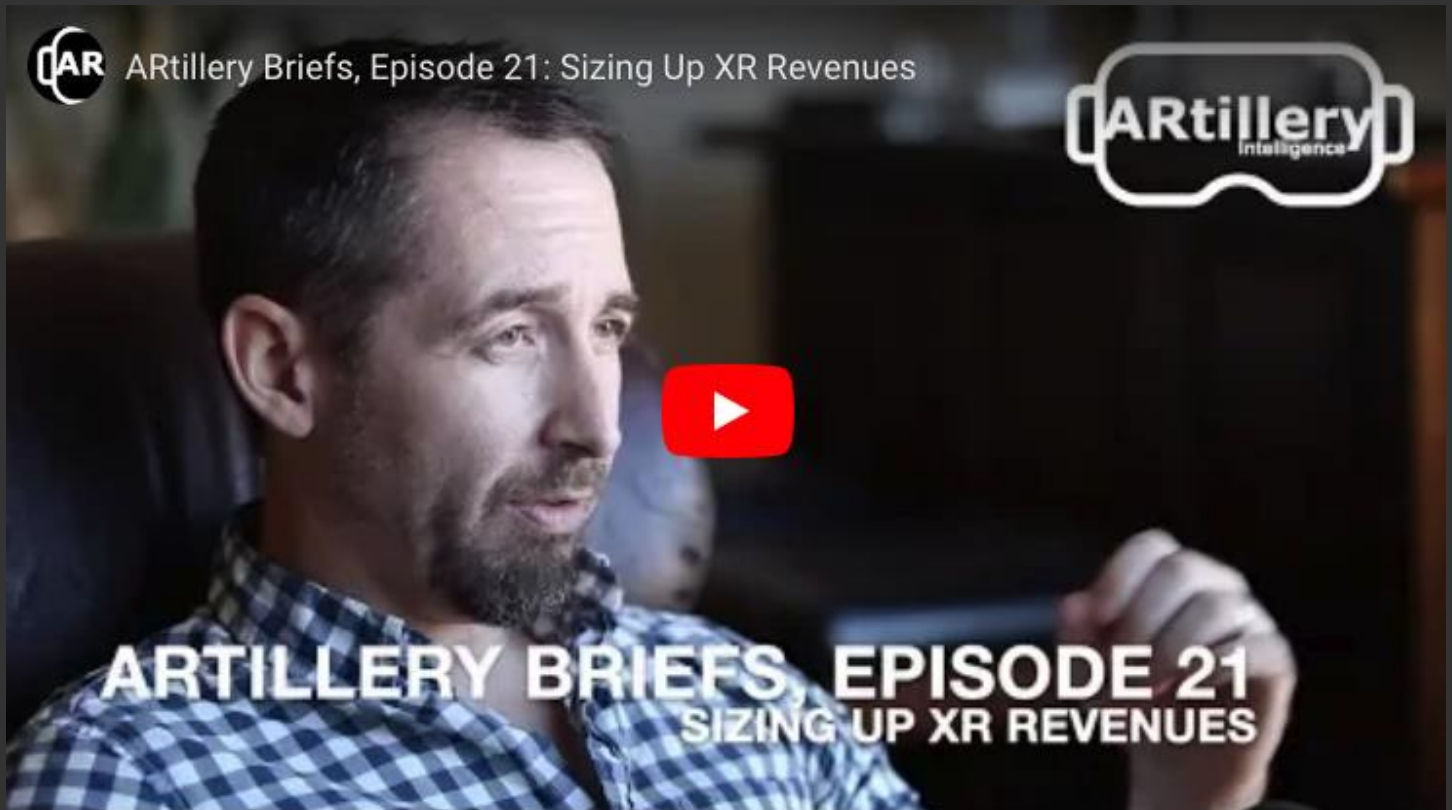 AR
ARtillery Briefs, Episode 21: Sizing Up XR Revenues
ARtillery
Intelligence
ARTILLERY BRIEFS, EPISODE 21
SIZING UP XR REVENUES